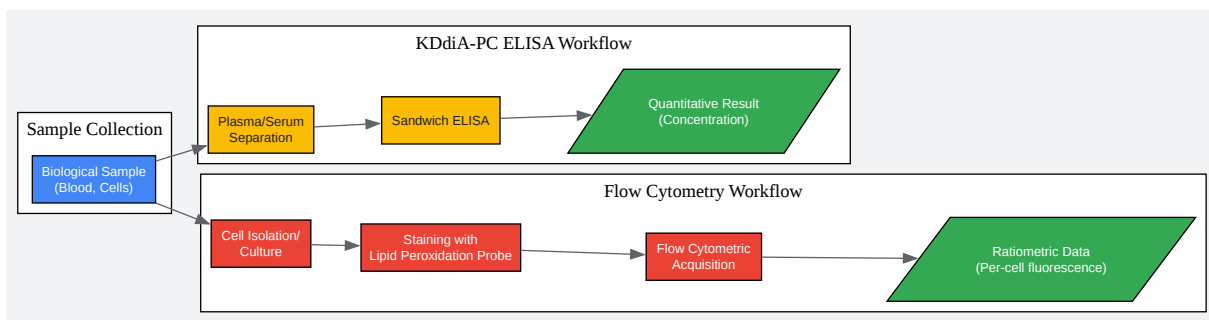 Sample Collection
Biological Sample
(Blood, Cells)
KDdiA-PC ELISA Workflow
Plasma/Serum
Separation
Sandwich ELISA
Quantitative Result
(Concentration)
Flow Cytometry Workflow
Cell Isolation/
Culture
Staining with
Lipid Peroxidation Probe
Flow Cytometric
Acquisition
Ratiometric Data
(Per-cell fluorescence)